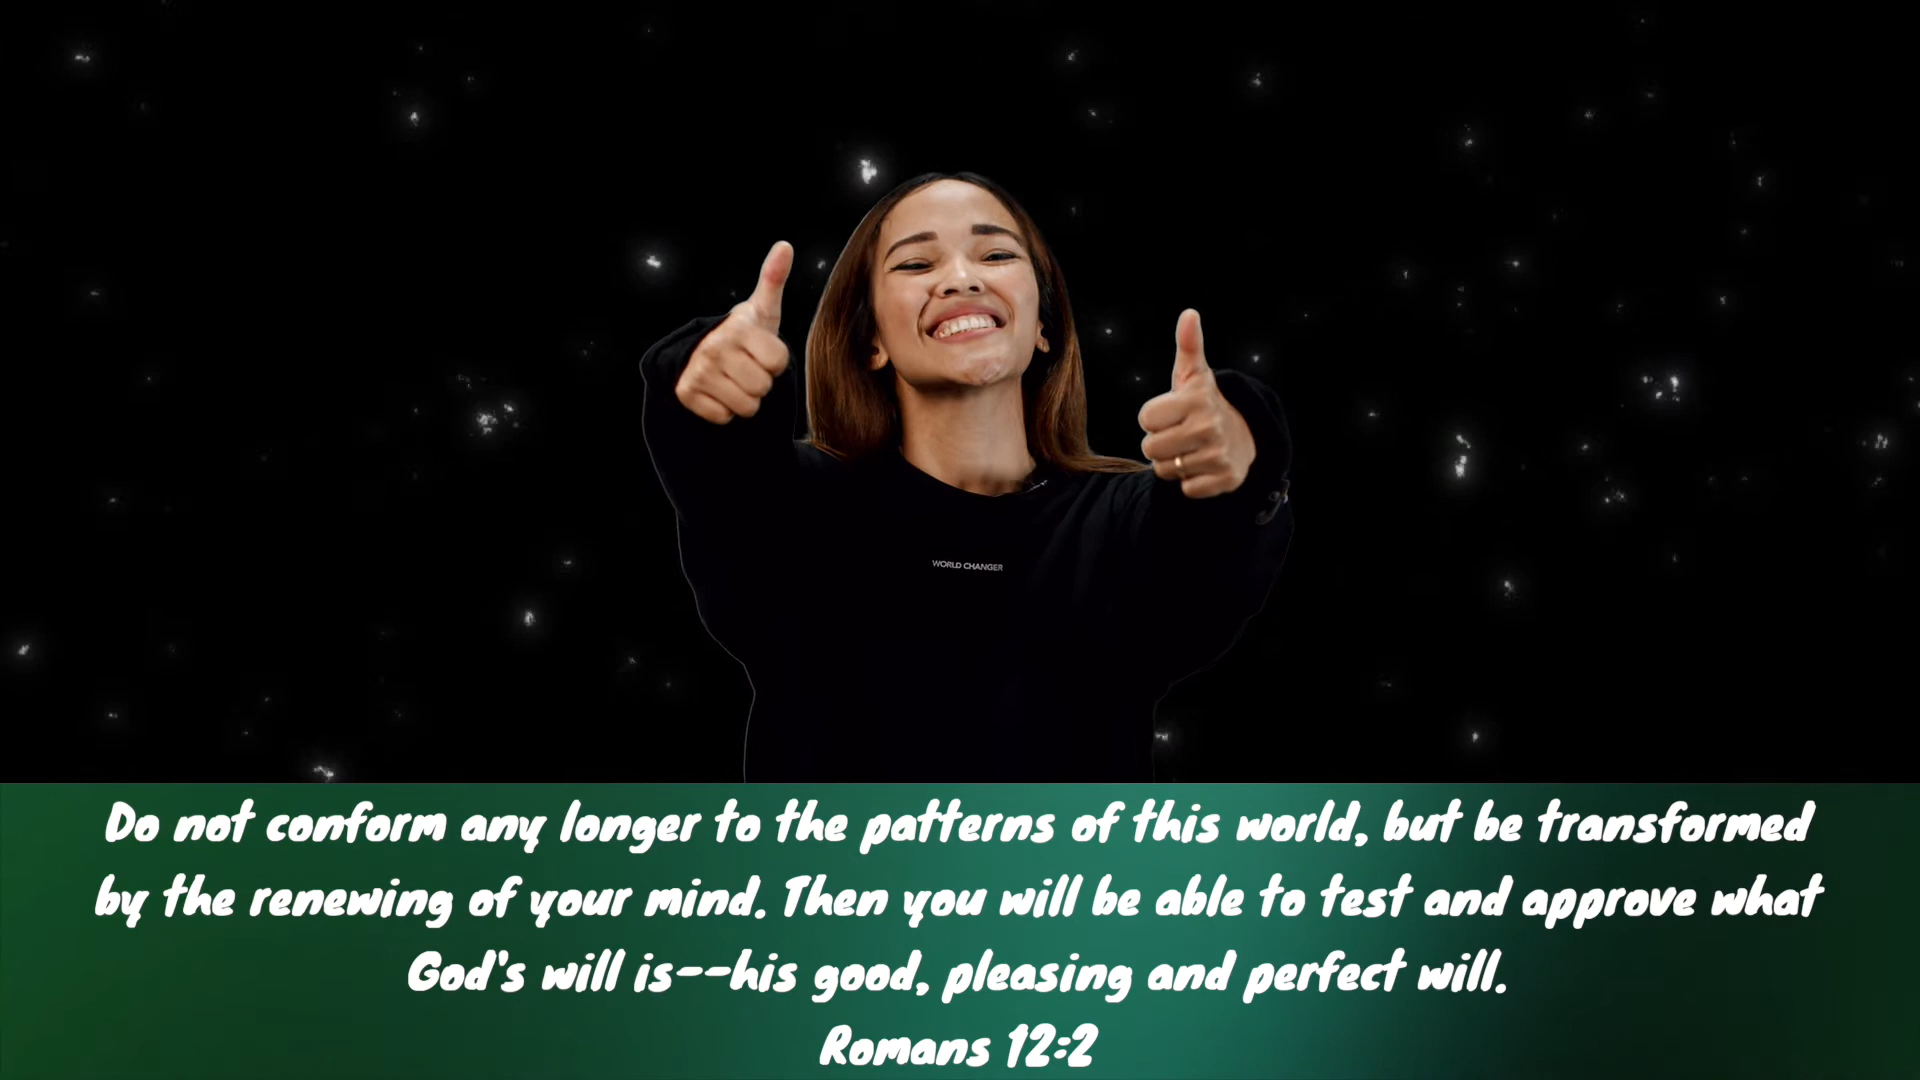 WORLD CHANGER
Do not conform any longer to the patterns of this world, but be transformed
by the renewing of your mind. Then you will be able to test and approve what
God's will is--his good, pleasing and perfect will.
Romans 12:2